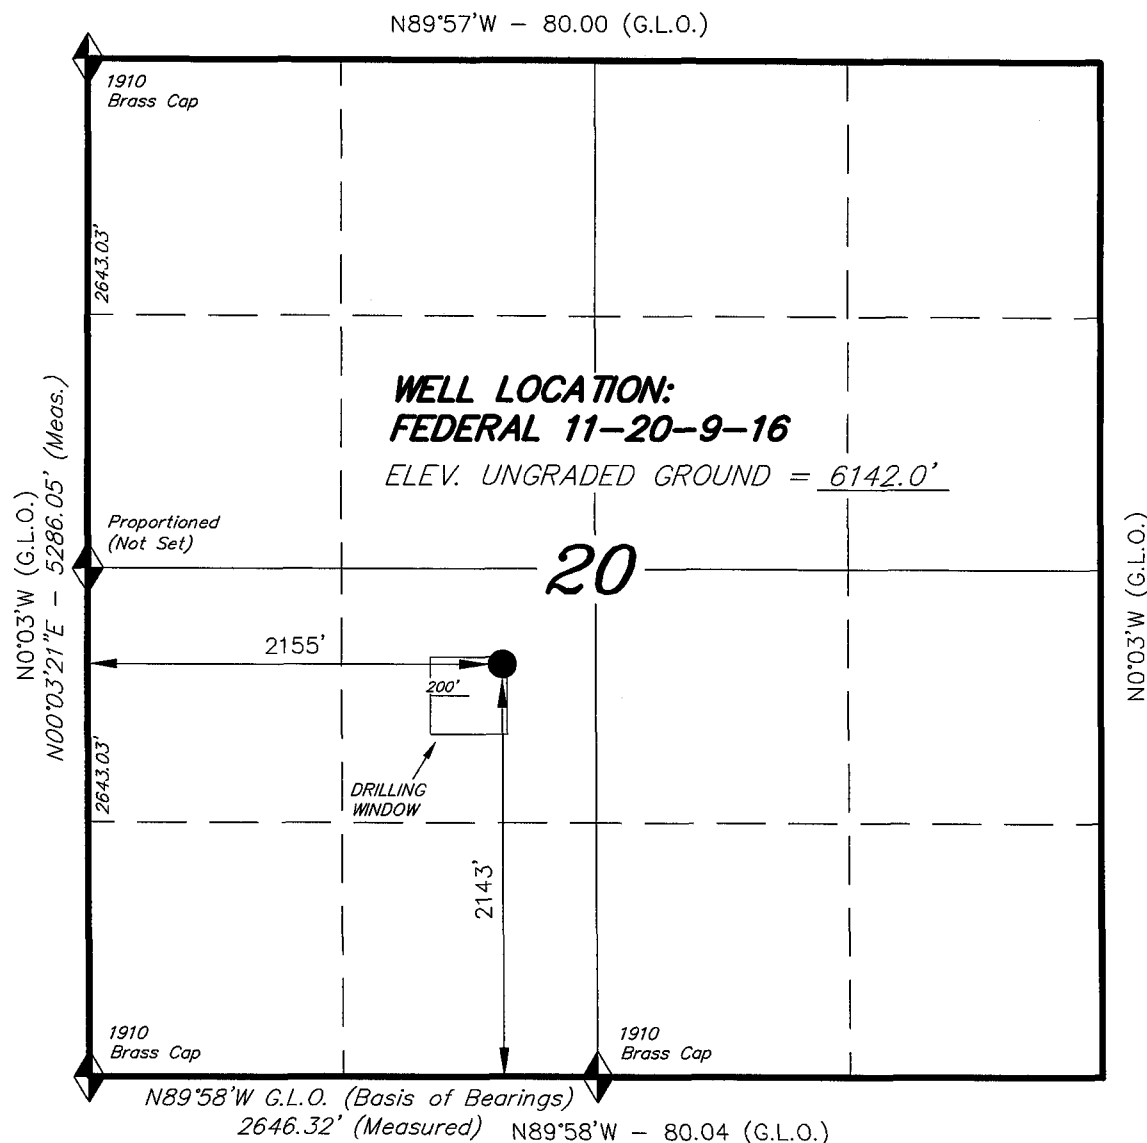 N89°57'W - 80.00 (G.L.O.)
1910
Brass Cap
2643.03'
WELL LOCATION:
FEDERAL 11-20-9-16
ELEV. UNGRADED GROUND = 6142.0'
N0°03'W (G.L.O.)
N00°03'21"E - 5286.05' (Meas.)
Proportioned
(Not Set)
20
N0°03'W (G.L.O.)
2155'
200'
2643.03'
DRILLING
WINDOW
2143'
1910
Brass Cap
1910
Brass Cap
N89°58'W G.L.O. (Basis of Bearings)
2646.32' (Measured)
N89°58'W - 80.04 (G.L.O.)